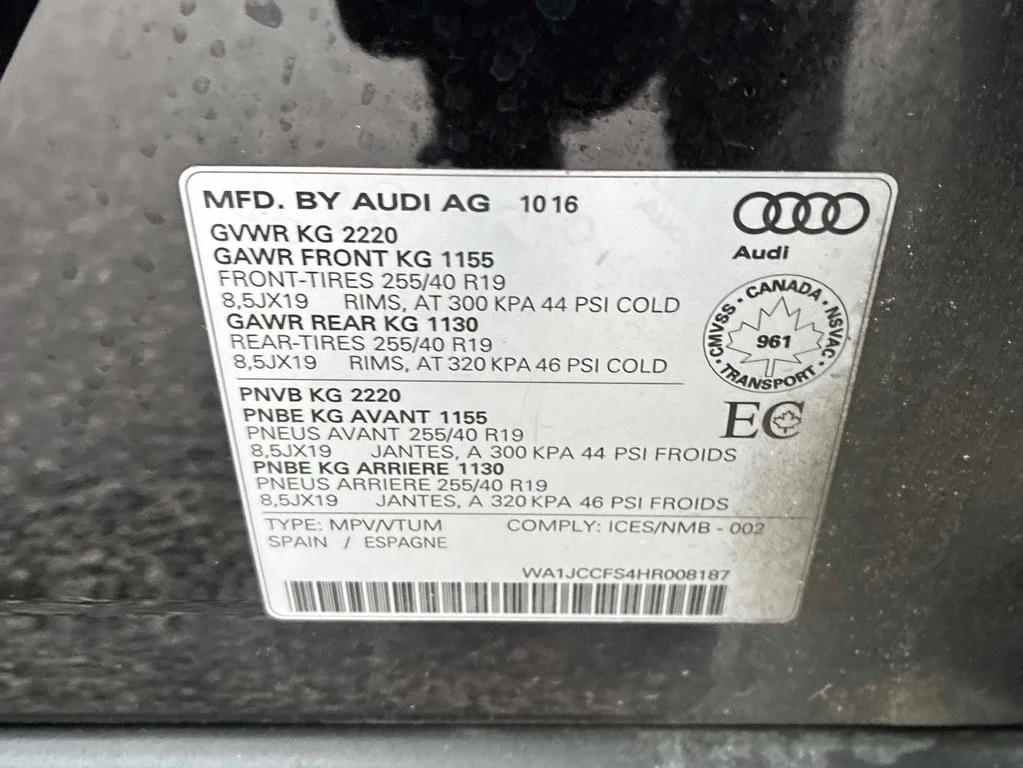 MFD. BY AUDI AG 10 16
Audi
GVWR KG 2220
GAWR FRONT KG 1155
FRONT-TIRES 255/40 R19
8,5JX19 RIMS, AT 300 KPA 44 PSI COLD
GAWR REAR KG 1130
REAR-TIRES 255/40 R19
8,5JX19 RIMS, AT 320 KPA 46 PSI COLD
CMVSS · CANADA · NSVAC · TRANSPORT ·
961
PNVB KG 2220
PNBE KG AVANT 1155
PNEUS AVANT 255/40 R19
8,5JX19 JANTES, A 300 KPA 44 PSI FROIDS
PNBE KG ARRIERE 1130
PNEUS ARRIERE 255/40 R19
8,5JX19 JANTES, A 320 KPA 46 PSI FROIDS
EC
TYPE: MPV/VTUM COMPLY: ICES/NMB - 002
SPAIN / ESPAGNE
WA1JCCFS4HR008187